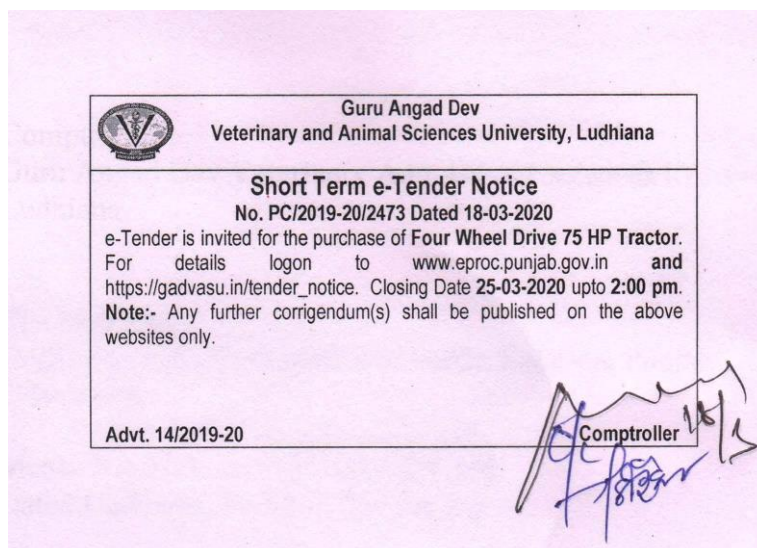 Guru Angad Dev
Veterinary and Animal Sciences University, Ludhiana
Short Term e-Tender Notice
No. PC/2019-20/2473 Dated 18-03-2020
e-Tender is invited for the purchase of Four Wheel Drive 75 HP Tractor.
For details logon to www.eproc.punjab.gov.in and
https://gadvasu.in/tender_notice. Closing Date 25-03-2020 upto 2:00 pm.
Note:- Any further corrigendum(s) shall be published on the above
websites only.
Advt. 14/2019-20 Comptroller